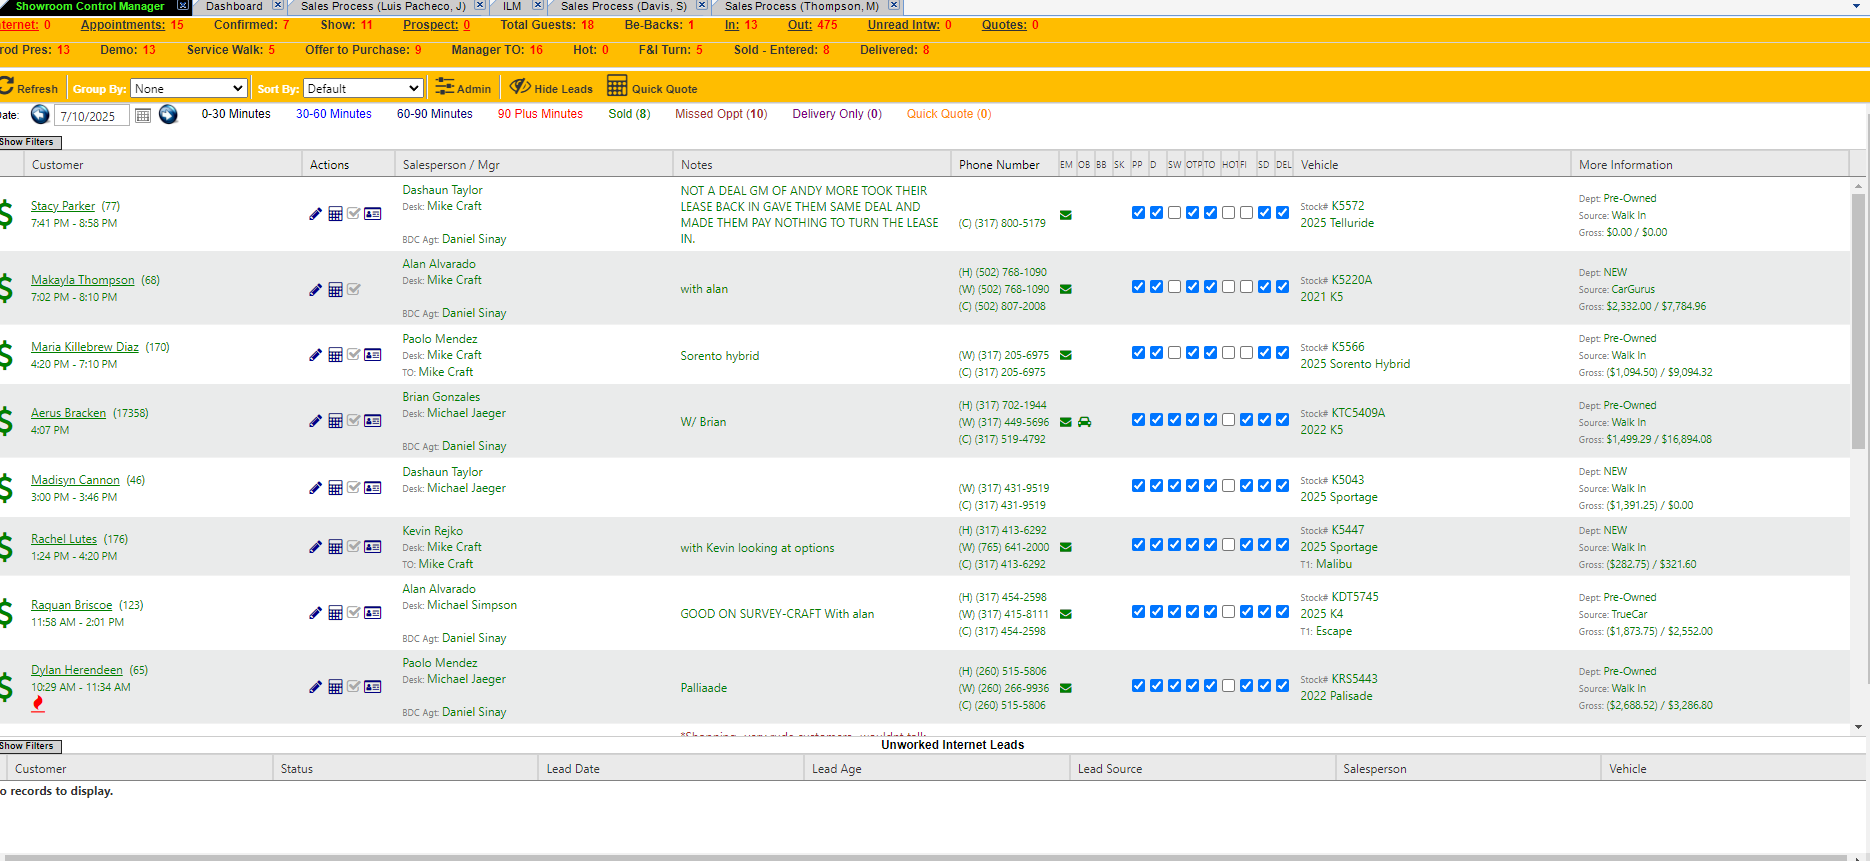 Showroom Control Manager Dashboard Sales Process (Luis Pacheco, J) ILM Sales Process (Davis, S) Sales Process (Thompson, M)
nternet: 0 Appointments: 15 Confirmed: 7 Show: 11 Prospect: 0 Total Guests: 18 Be-Backs: 1 In: 13 Out: 475 Unread Intw: 0 Quotes: 0
rod Pres: 13 Demo: 13 Service Walk: 5 Offer to Purchase: 9 Manager TO: 16 Hot: 0 F&I Turn: 5 Sold - Entered: 8 Delivered: 8
Refresh Group By: None Sort By: Default Admin Hide Leads Quick Quote
ate: 7/10/2025 0-30 Minutes 30-60 Minutes 60-90 Minutes 90 Plus Minutes Sold (8) Missed Oppt (10) Delivery Only (0) Quick Quote (0)
Show Filters
Customer Actions Salesperson / Mgr Notes Phone Number EM OB BB SK PP D SW OTP TO HOT FI SD DEL Vehicle More Information
Stacy Parker (77)
7:41 PM - 8:58 PM
Dashaun Taylor
Desk: Mike Craft
BDC Agt: Daniel Sinay
NOT A DEAL GM OF ANDY MORE TOOK THEIR
LEASE BACK IN GAVE THEM SAME DEAL AND
MADE THEM PAY NOTHING TO TURN THE LEASE
IN.
(C) (317) 800-5179
Stock# K5572
2025 Telluride
Dept: Pre-Owned
Source: Walk In
Gross: $0.00 / $0.00
Makayla Thompson (68)
7:02 PM - 8:10 PM
Alan Alvarado
Desk: Mike Craft
BDC Agt: Daniel Sinay
with alan
(H) (502) 768-1090
(W) (502) 768-1090
(C) (502) 807-2008
Stock# K5220A
2021 K5
Dept: NEW
Source: CarGurus
Gross: $2,332.00 / $7,784.96
Maria Killebrew Diaz (170)
4:20 PM - 7:10 PM
Paolo Mendez
Desk: Mike Craft
TO: Mike Craft
Sorento hybrid
(W) (317) 205-6975
(C) (317) 205-6975
Stock# K5566
2025 Sorento Hybrid
Dept: Pre-Owned
Source: Walk In
Gross: ($1,094.50) / $9,094.32
Aerus Bracken (17358)
4:07 PM
Brian Gonzales
Desk: Michael Jaeger
BDC Agt: Daniel Sinay
W/ Brian
(H) (317) 702-1944
(W) (317) 449-5696
(C) (317) 519-4792
Stock# KTC5409A
2022 K5
Dept: Pre-Owned
Source: Walk In
Gross: $1,499.29 / $16,894.08
Madisyn Cannon (46)
3:00 PM - 3:46 PM
Dashaun Taylor
Desk: Michael Jaeger
(W) (317) 431-9519
(C) (317) 431-9519
Stock# K5043
2025 Sportage
Dept: NEW
Source: Walk In
Gross: ($1,391.25) / $0.00
Rachel Lutes (176)
1:24 PM - 4:20 PM
Kevin Rejko
Desk: Mike Craft
TO: Mike Craft
with Kevin looking at options
(H) (317) 413-6292
(W) (765) 641-2000
(C) (317) 413-6292
Stock# K5447
2025 Sportage
T1: Malibu
Dept: NEW
Source: Walk In
Gross: ($282.75) / $321.60
Raquan Briscoe (123)
11:58 AM - 2:01 PM
Alan Alvarado
Desk: Michael Simpson
BDC Agt: Daniel Sinay
GOOD ON SURVEY-CRAFT With alan
(H) (317) 454-2598
(W) (317) 415-8111
(C) (317) 454-2598
Stock# KDT5745
2025 K4
T1: Escape
Dept: Pre-Owned
Source: TrueCar
Gross: ($1,873.75) / $2,552.00
Dylan Herendeen (65)
10:29 AM - 11:34 AM
Paolo Mendez
Desk: Michael Jaeger
BDC Agt: Daniel Sinay
Palliaade
(H) (260) 515-5806
(W) (260) 266-9936
(C) (260) 515-5806
Stock# KRS5443
2022 Palisade
Dept: Pre-Owned
Source: Walk In
Gross: ($2,688.52) / $3,286.80
Show Filters Unworked Internet Leads
Customer Status Lead Date Lead Age Lead Source Salesperson Vehicle
o records to display.